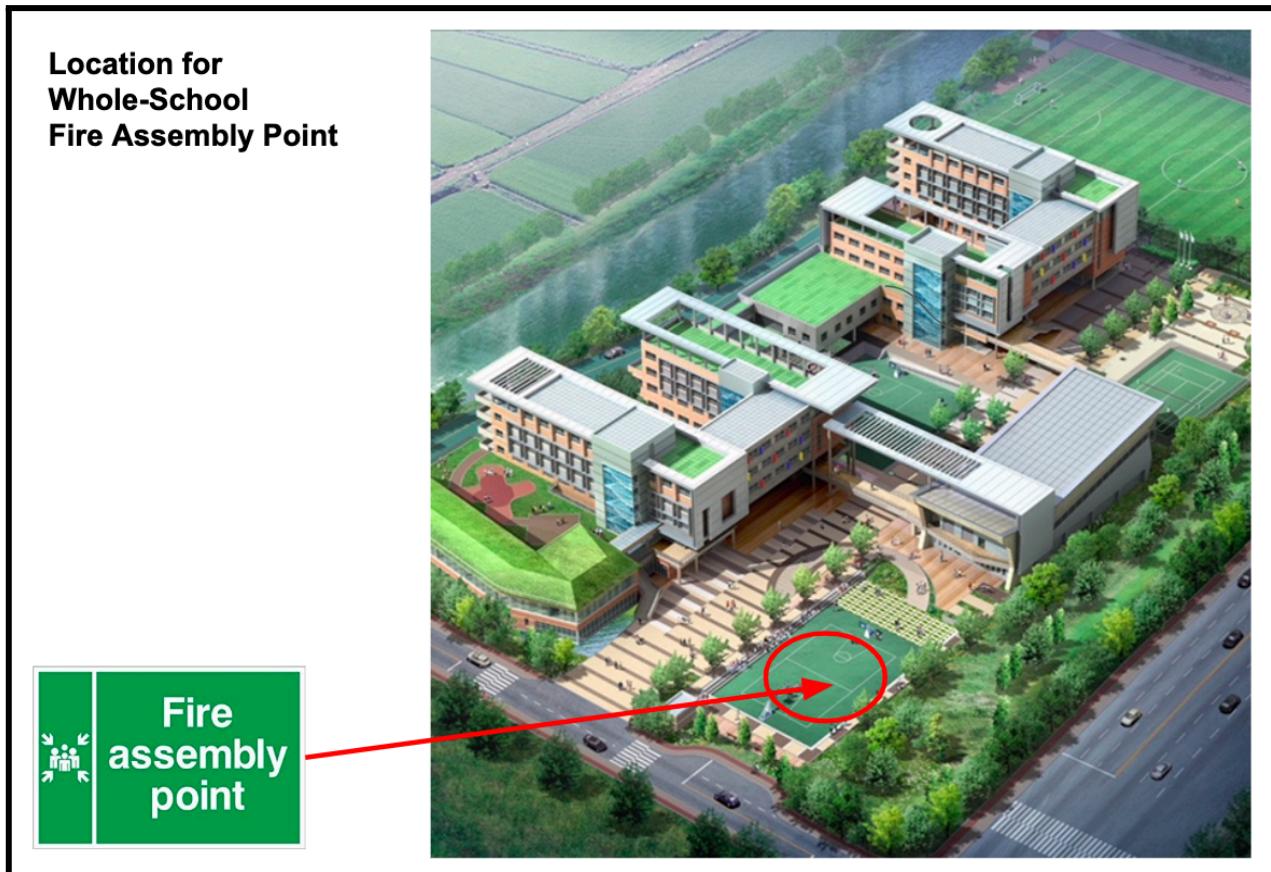 Location for
Whole-School
Fire Assembly Point
Fire
assembly
point